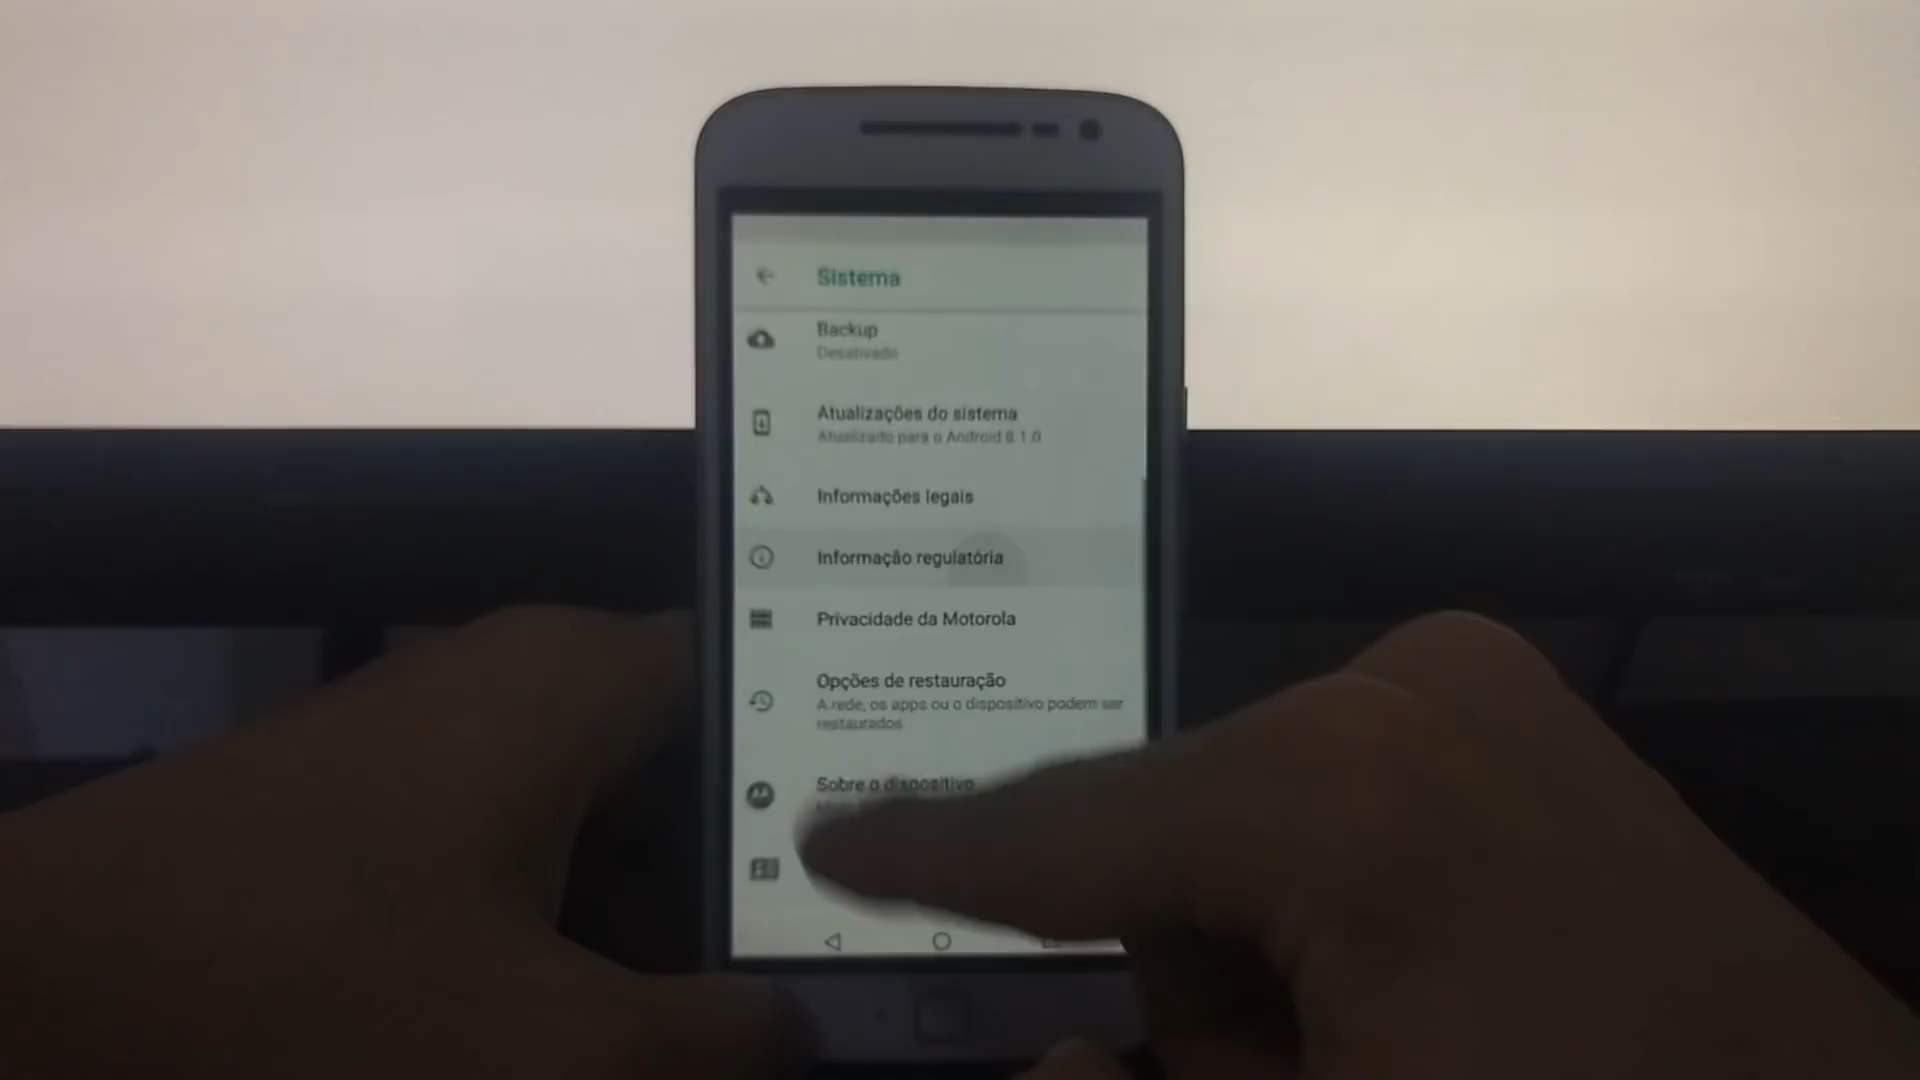 Sistema
Backup
Desativado
Atualizações do sistema
Atualizado para o Android 8.1.0
Informações legais
Informação regulatória
Privacidade da Motorola
Opções de restauração
A rede, os apps ou o dispositivo podem ser
restaurados
Sobre o dispositivo